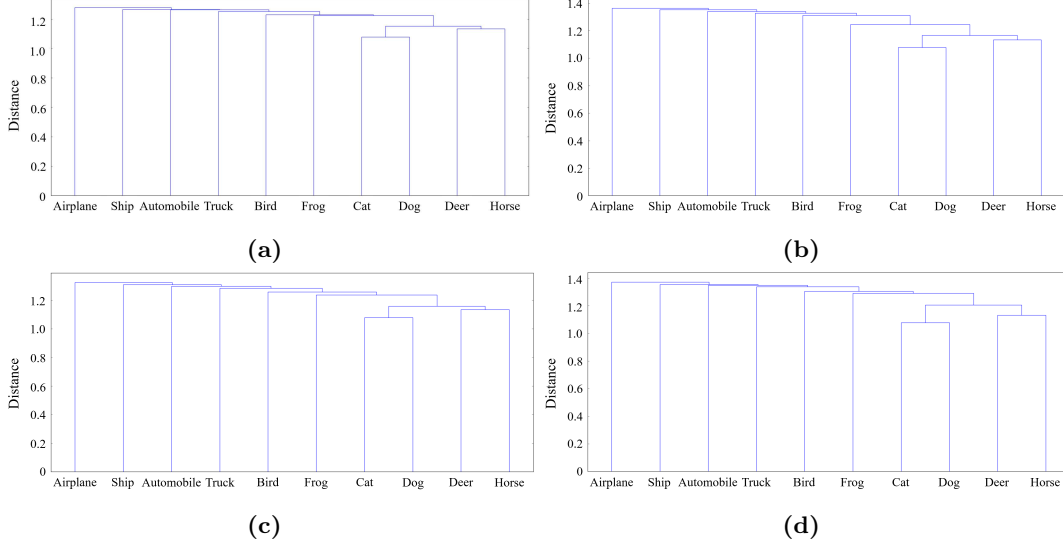 1.2
1.0
0.8
0.6
0.4
0.2
0
Distance
Airplane Ship Automobile Truck Bird Frog Cat Dog Deer Horse
(a)
1.4
1.2
1.0
0.8
0.6
0.4
0.2
0
Distance
Airplane Ship Automobile Truck Bird Frog Cat Dog Deer Horse
(b)
1.2
1.0
0.8
0.6
0.4
0.2
0
Distance
Airplane Ship Automobile Truck Bird Frog Cat Dog Deer Horse
(c)
1.4
1.2
1.0
0.8
0.6
0.4
0.2
0
Distance
Airplane Ship Automobile Truck Bird Frog Cat Dog Deer Horse
(d)